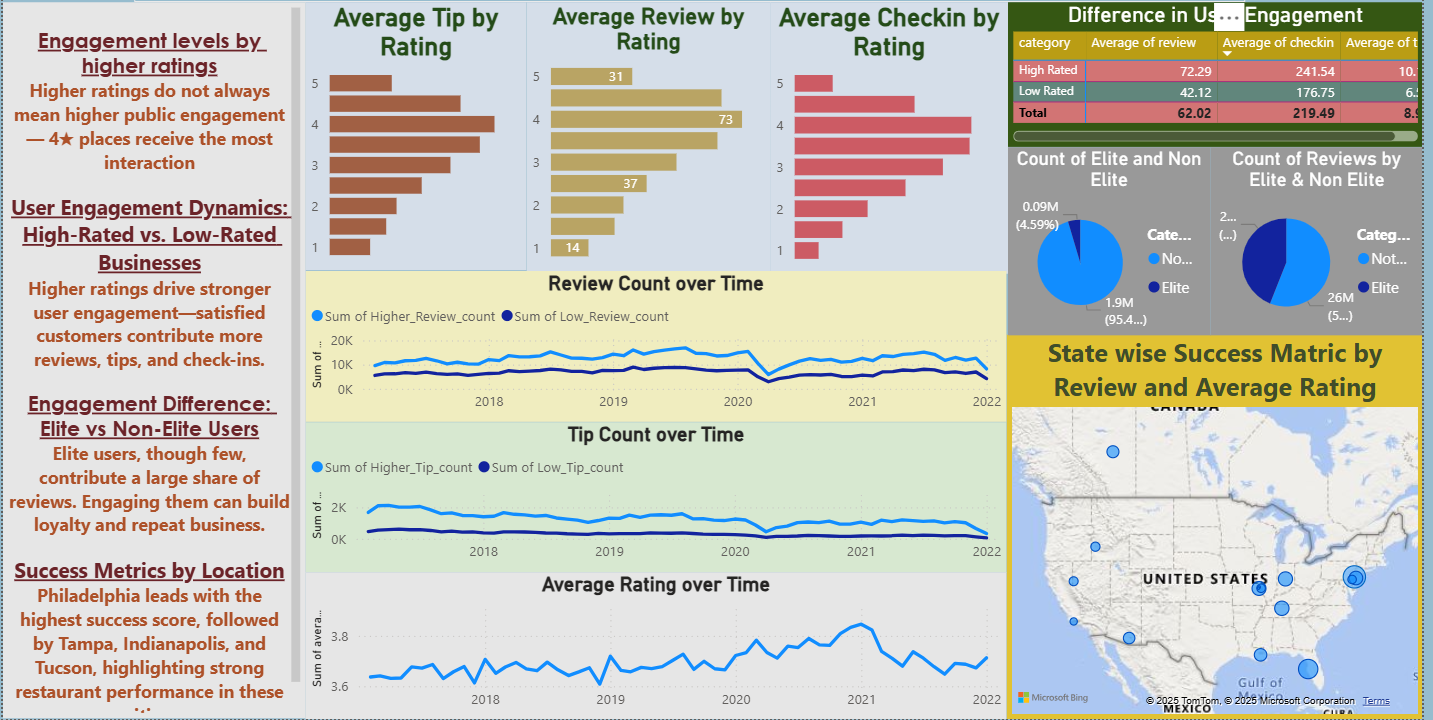 Engagement levels by
higher ratings
Higher ratings do not always
mean higher public engagement
— 4★ places receive the most
interaction
User Engagement Dynamics:
High-Rated vs. Low-Rated
Businesses
Higher ratings drive stronger
user engagement—satisfied
customers contribute more
reviews, tips, and check-ins.
Engagement Difference:
Elite vs Non-Elite Users
Elite users, though few,
contribute a large share of
reviews. Engaging them can build
loyalty and repeat business.
Success Metrics by Location
Philadelphia leads with the
highest success score, followed
by Tampa, Indianapolis, and
Tucson, highlighting strong
restaurant performance in these
Average Tip by
Rating
5
4
3
2
1
Average Review by
Rating
5
31
4
73
3
37
2
1
14
Average Checkin by
Rating
5
4
3
2
1
Review Count over Time
Sum of Higher_Review_count
Sum of Low_Review_count
Sum of ...
20K
10K
0K
2018
2019
2020
2021
2022
Tip Count over Time
Sum of Higher_Tip_count
Sum of Low_Tip_count
Sum of ...
2K
0K
2018
2019
2020
2021
2022
Average Rating over Time
Sum of avera...
3.8
3.6
2018
2019
2020
2021
2022
Difference in Us ... Engagement
category Average of review Average of checkin Average of t
High Rated 72.29 241.54 10.
Low Rated 42.12 176.75 6.
Total 62.02 219.49 8.
Count of Elite and Non
Elite
0.09M
(4.59%)
1.9M
(95.4...)
Cate...
No...
Elite
Count of Reviews by
Elite & Non Elite
2...
(...)
26M
(5...)
Categ...
Not...
Elite
State wise Success Matric by
Review and Average Rating
CANADA
UNITED STATES
Gulf of
Mexico
MEXICO
CUBA
Microsoft Bing
© 2025 TomTom, © 2025 Microsoft Corporation Terms